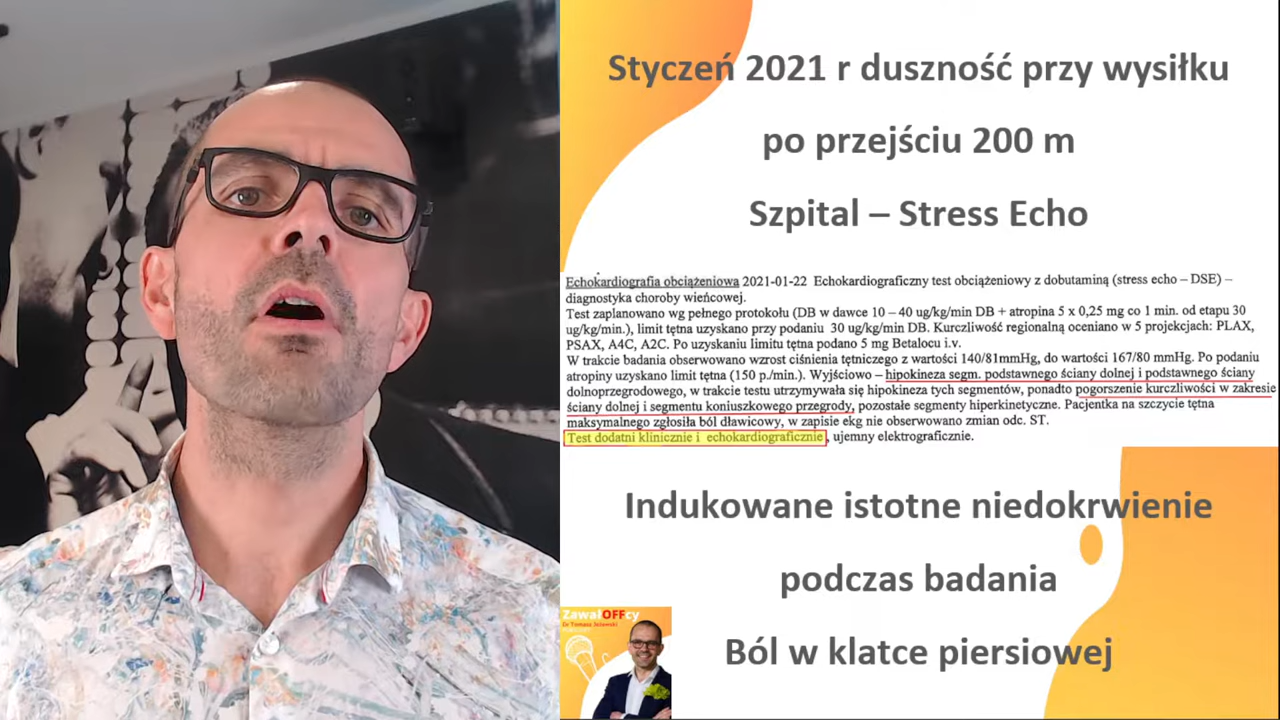 Styczeń 2021 r duszność przy wysiłku
po przejściu 200 m
Szpital – Stress Echo
Echokardiografia obciążeniowa 2021-01-22 Echokardiograficzny test obciążeniowy z dobutaminą (stress echo – DSE) –
diagnostyka choroby wieńcowej.
Test zaplanowano wg pełnego protokołu (DB w dawce 10 – 40 ug/kg/min DB + atropina 5 x 0,25 mg co 1 min. od etapu 30
ug/kg/min.), limit tętna uzyskano przy podaniu 30 ug/kg/min DB. Kurczliwość regionalną oceniano w 5 projekcjach: PLAX,
PSAX, A4C, A2C. Po uzyskaniu limitu tętna podano 5 mg Betalocu i.v.
W trakcie badania obserwowano wzrost ciśnienia tętniczego z wartości 140/81mmHg, do wartości 167/80 mmHg. Po podaniu
atropiny uzyskano limit tętna (150 p./min.). Wyjściowo – hipokineza segm. podstawnego ściany dolnej i podstawnego ściany
dolnoprzegrodowego, w trakcie testu utrzymywała się hipokineza tych segmentów, ponadto pogorszenie kurczliwości w zakresie
ściany dolnej i segmentu koniuszkowego przegrody, pozostałe segmenty hiperkinetyczne. Pacjentka na szczycie tętna
maksymalnego zgłosiła ból dławicowy, w zapisie ekg nie obserwowano zmian odc. ST.
Test dodatni klinicznie i echokardiograficznie, ujemny elektrograficznie.
Indukowane istotne niedokrwienie
podczas badania
Ból w klatce piersiowej
ZawałOFFcy